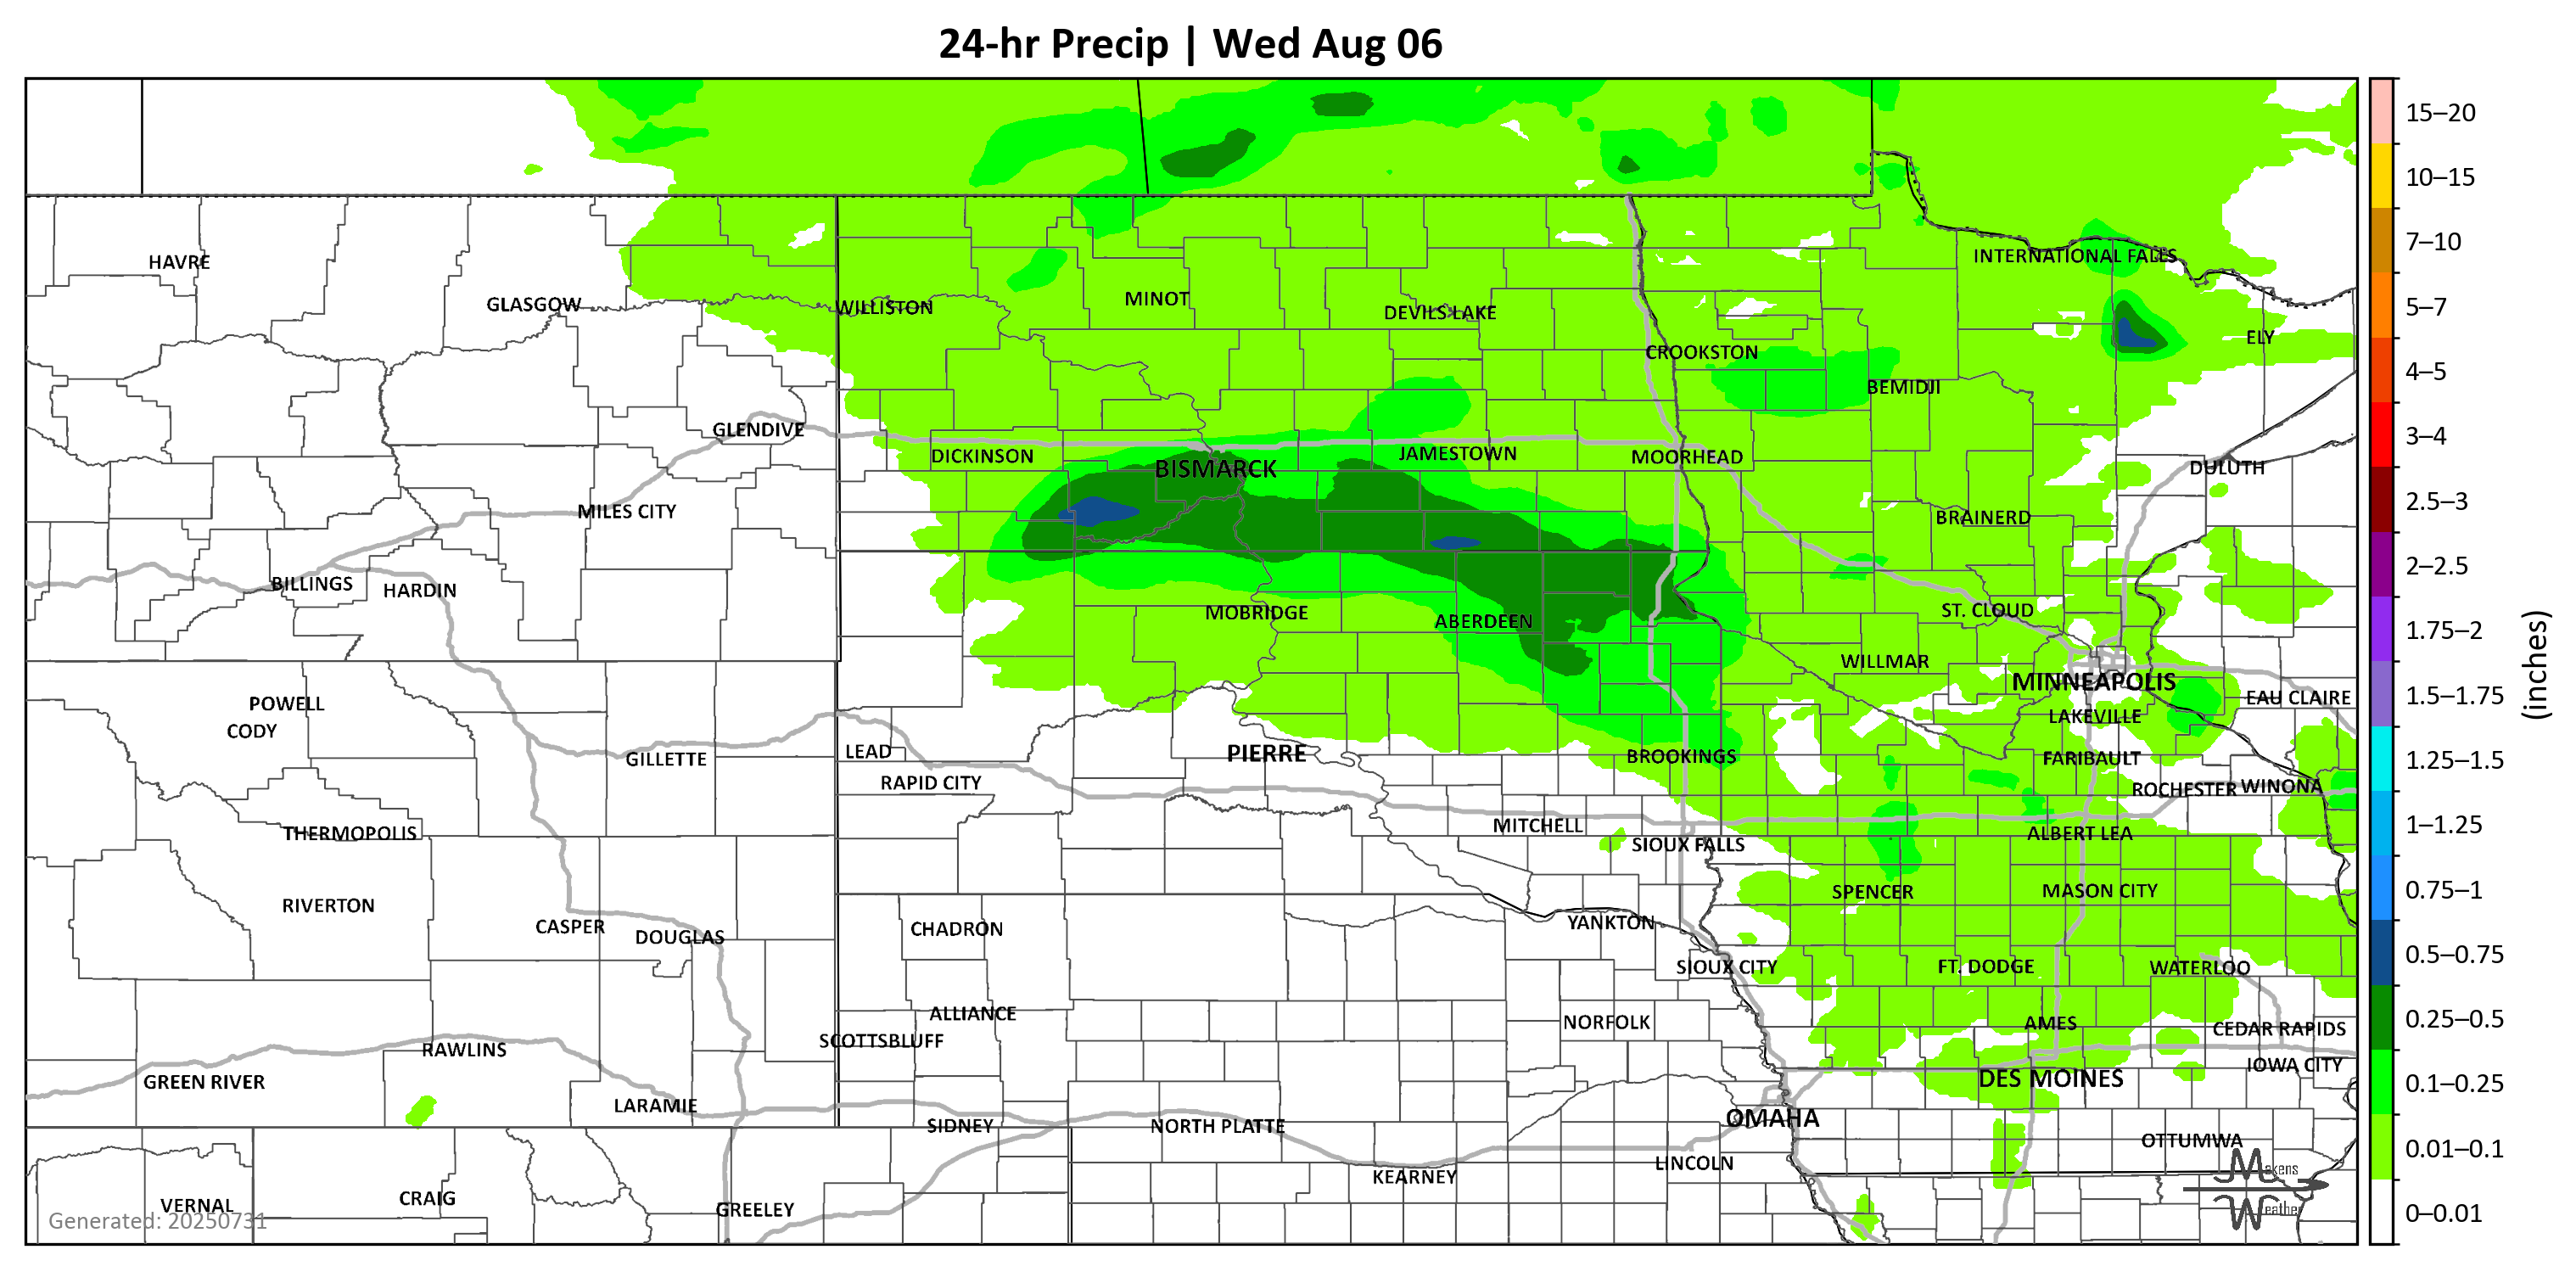 24-hr Precip | Wed Aug 06
15–20
10–15
7–10
5–7
4–5
3–4
2.5–3
2–2.5
1.75–2
1.5–1.75
1.25–1.5
1–1.25
0.75–1
0.5–0.75
0.25–0.5
0.1–0.25
0.01–0.1
0–0.01
(inches)
HAVRE
INTERNATIONAL FALLS
GLASGOW
WILLISTON
MINOT
DEVILS LAKE
ELY
CROOKSTON
BEMIDJI
GLENDIVE
DICKINSON
BISMARCK
JAMESTOWN
MOORHEAD
DULUTH
MILES CITY
BRAINERD
BILLINGS
HARDIN
MOBRIDGE
ABERDEEN
ST. CLOUD
WILLMAR
MINNEAPOLIS
EAU CLAIRE
POWELL
CODY
LAKEVILLE
GILLETTE
LEAD
PIERRE
BROOKINGS
FARIBAULT
RAPID CITY
ROCHESTER
WINONA
THERMOPOLIS
MITCHELL
ALBERT LEA
SIOUX FALLS
SPENCER
MASON CITY
RIVERTON
CASPER
DOUGLAS
CHADRON
YANKTON
SIOUX CITY
FT. DODGE
WATERLOO
ALLIANCE
NORFOLK
AMES
CEDAR RAPIDS
SCOTTSBLUFF
RAWLINS
IOWA CITY
GREEN RIVER
DES MOINES
LARAMIE
SIDNEY
NORTH PLATTE
OMAHA
OTTUMWA
LINCOLN
KEARNEY
VERNAL
CRAIG
GREELEY
Makens
Weather
Generated: 20250731